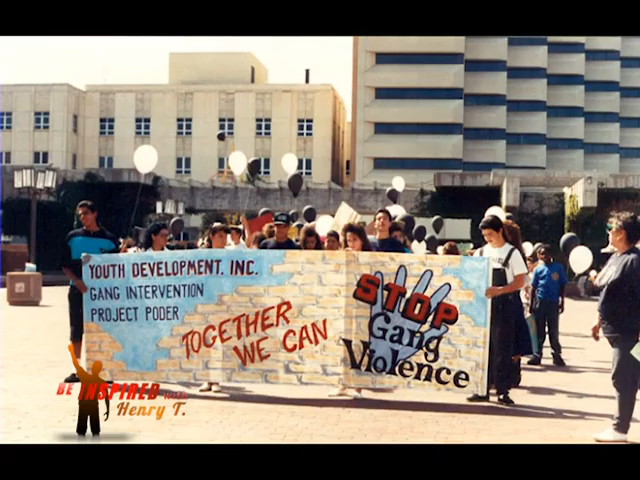 YOUTH DEVELOPMENT, INC.
GANG INTERVENTION
PROJECT PODER
TOGETHER
WE CAN
STOP
Gang
Violence
BE INSPIRED
Henry T.